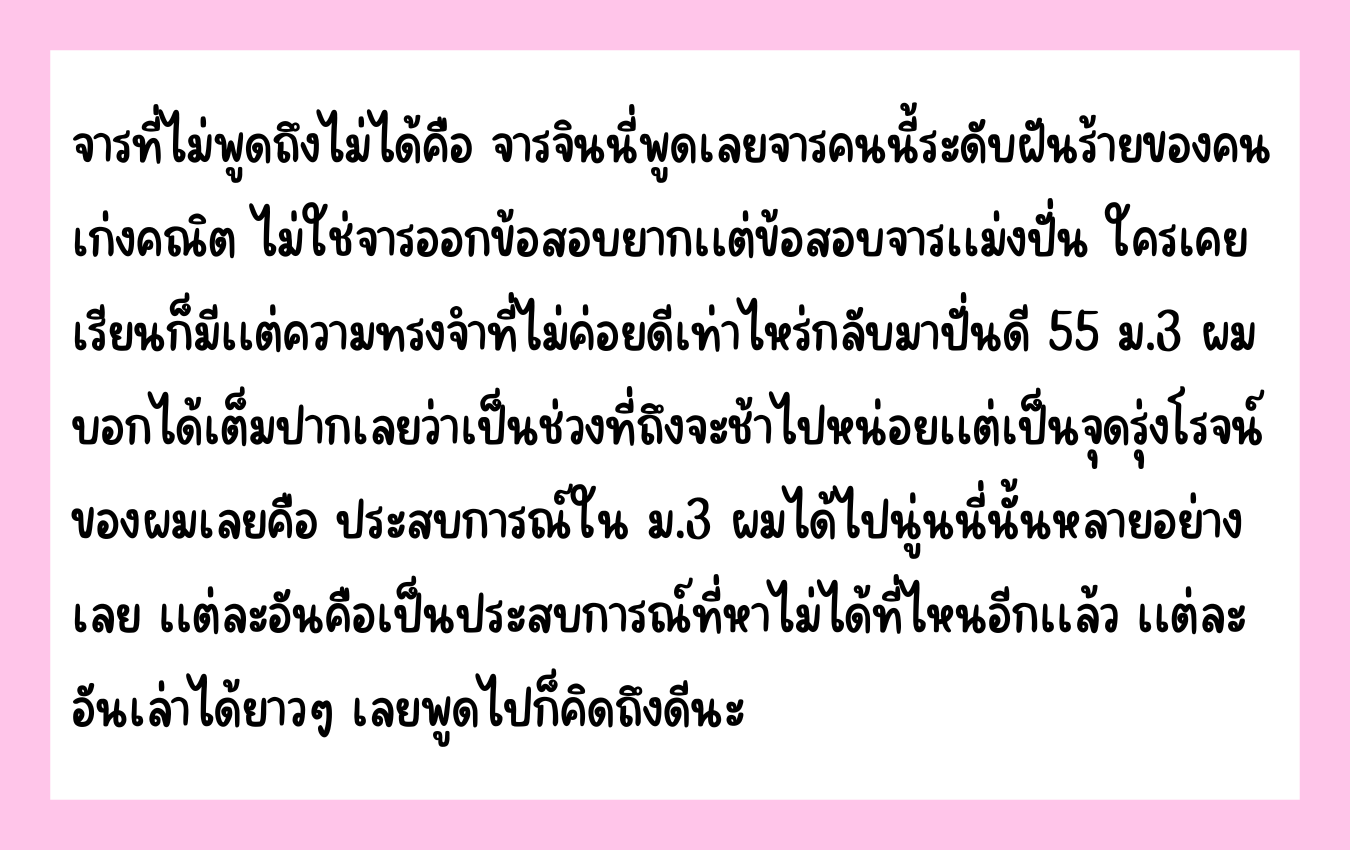 จารที่ไม่พูดถึงไม่ได้คือ จารจินนี่พูดเลยจารคนนี้ระดับฝันร้ายของคน
เก่งคณิต ไม่ใช่จารออกข้อสอบยากแต่ข้อสอบจารแม่งปั่น ใครเคย
เรียนก็มีแต่ความทรงจำที่ไม่ค่อยดีเท่าไหร่กลับมาปั่นดี 55 ม.3 ผม
บอกได้เต็มปากเลยว่าเป็นช่วงที่ถึงจะช้าไปหน่อยแต่เป็นจุดรุ่งโรจน์
ของผมเลยคือ ประสบการณ์ใน ม.3 ผมได้ไปนู่นนี่นั้นหลายอย่าง
เลย แต่ละอันคือเป็นประสบการณ์ที่หาไม่ได้ที่ไหนอีกแล้ว แต่ละ
อันเล่าได้ยาวๆ เลยพูดไปก็คิดถึงดีนะ